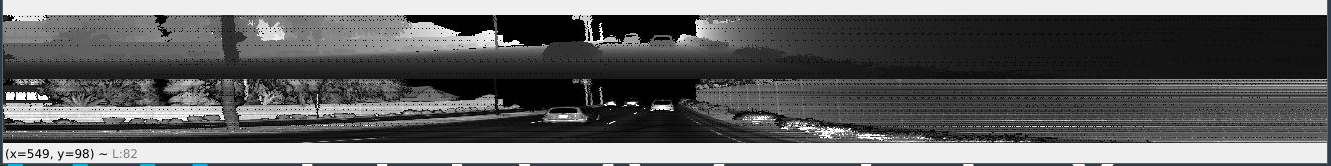 (x=549, y=98) ~ L:82